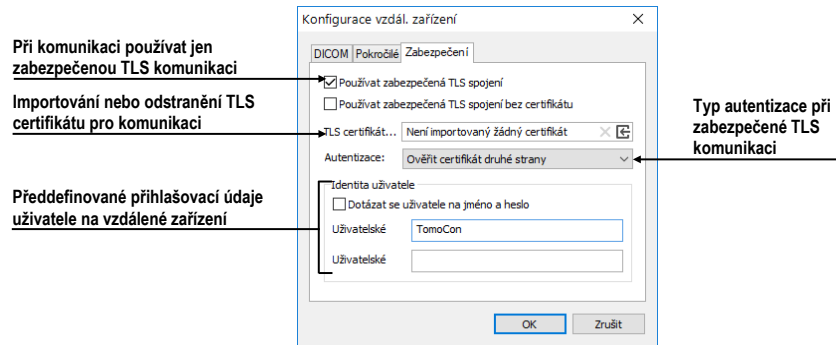 Konfigurace vzdál. zařízení
DICOM Pokročilé Zabezpečení
Při komunikaci používat jen
zabezpečenou TLS komunikaci
Používat zabezpečená TLS spojení
Importování nebo odstranění TLS
certifikátu pro komunikaci
Používat zabezpečená TLS spojení bez certifikátu
TLS certifikát... Není importovaný žádný certifikát
Typ autentizace při
zabezpečené TLS
komunikaci
Autentizace: Ověřit certifikát druhé strany
Předdefinované přihlašovací údaje
uživatele na vzdálené zařízení
Identita uživatele
Dotázat se uživatele na jméno a heslo
Uživatelské TomoCon
Uživatelské
OK Zrušit